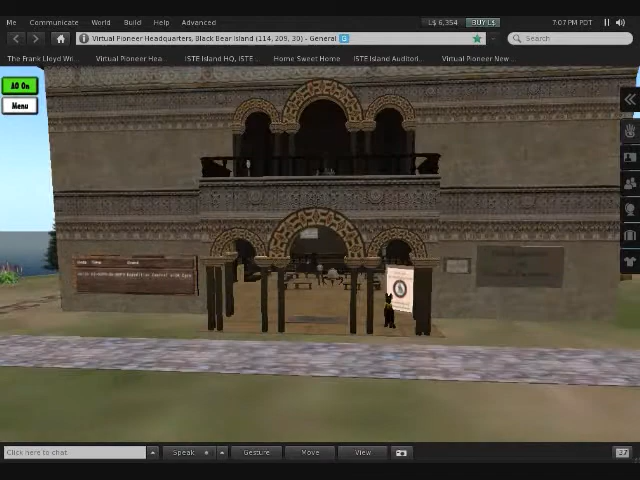 Me Communicate World Build Help Advanced L$ 6,354 BUY L$ 7:07 PM PDT
Virtual Pioneer Headquarters, Black Bear Island (114, 209, 30) - General G Search
The Frank Lloyd Wri... Virtual Pioneer Hea... ISTE Island HQ, ISTE ... Home Sweet Home ISTE Island Auditori... Virtual Pioneer New ...
AO On
Menu
Click here to chat Speak Gesture Move View 27